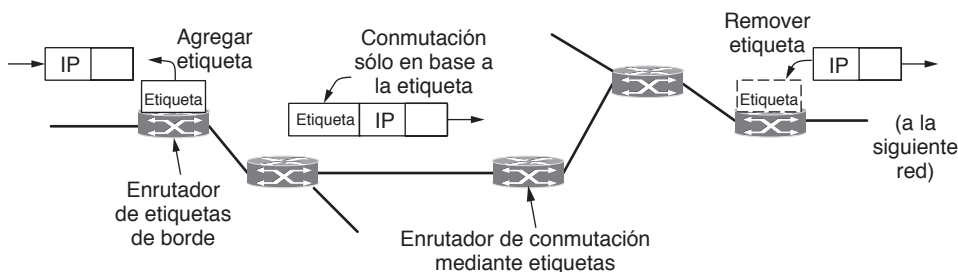 IP
Agregar
etiqueta
Etiqueta
Enrutador
de etiquetas
de borde
Conmutación
sólo en base a
la etiqueta
Etiqueta IP
Enrutador de conmutación
mediante etiquetas
Remover
etiqueta
Etiqueta
IP
(a la
siguiente
red)